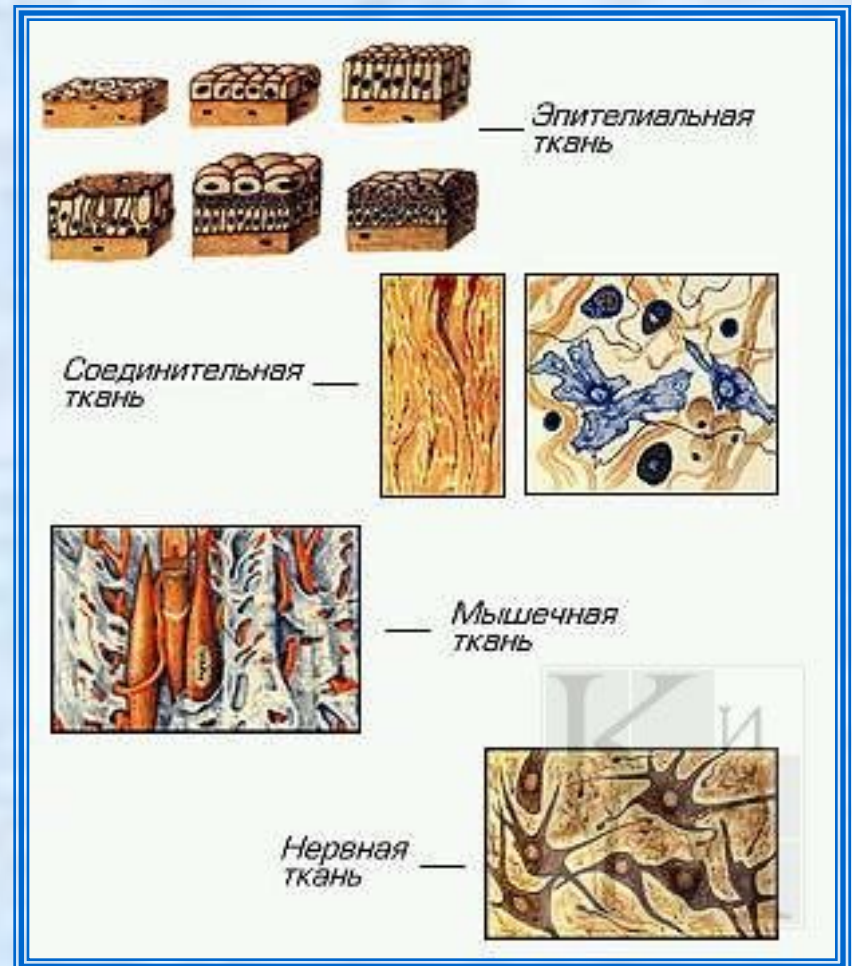 Эпителиальная
ткань
Соединительная
ткань
Мышечная
ткань
Нервная
ткань